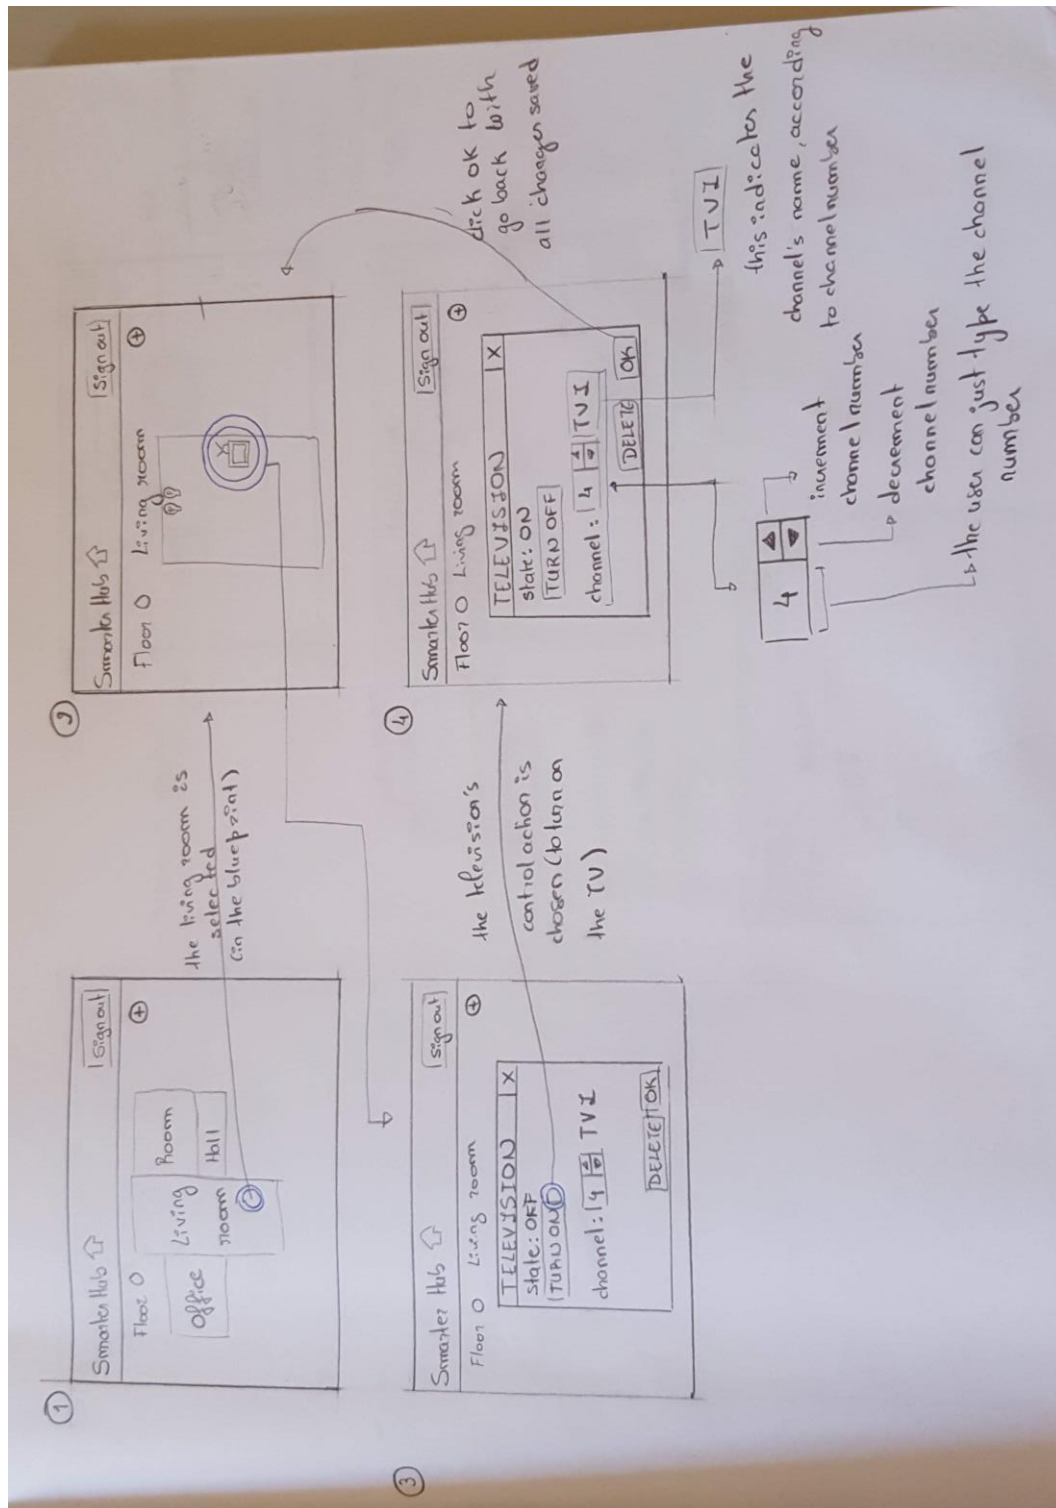 1
Smarter Hub
Sign out
Floor 0
Office
Living
room
Room
Hall
the living room is
selected
(in the blueprint)
2
Smarter Hub
Sign out
Floor 0 Living room
3
Smarter Hub
Sign out
Floor 0 Living room
TELEVISION X
state: OFF
TURN ON
channel: 4 TVI
DELETE OK
the television's
control action is
chosen (to turn on
the TV)
4
Smarter Hub
Sign out
Floor 0 Living room
TELEVISION X
state: ON
TURN OFF
channel: 4 TVI
DELETE OK
click ok to
go back with
all changes saved
4
increment
channel number
decrement
channel number
the user can just type the channel
number
TVI
this indicates the
channel's name, according
to channel number